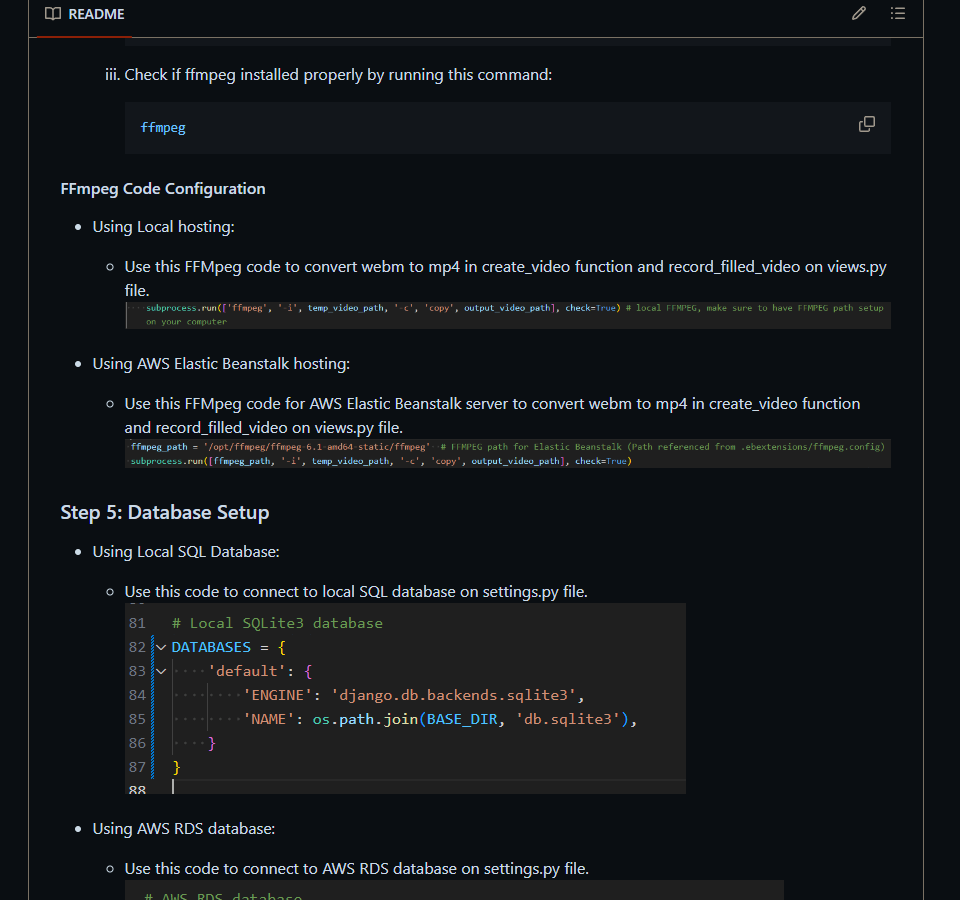 README
iii. Check if ffmpeg installed properly by running this command:
ffmpeg
FFmpeg Code Configuration
• Using Local hosting:
○ Use this FFMpeg code to convert webm to mp4 in create_video function and record_filled_video on views.py
file.
subprocess.run(['ffmpeg', '-i', temp_video_path, '-c', 'copy', output_video_path], check=True) # local FFMPEG, make sure to have FFMPEG path setup
on your computer
• Using AWS Elastic Beanstalk hosting:
○ Use this FFMpeg code for AWS Elastic Beanstalk server to convert webm to mp4 in create_video function
and record_filled_video on views.py file.
ffmpeg_path = '/opt/ffmpeg/ffmpeg-6.1-amd64-static/ffmpeg' # FFMPEG path for Elastic Beanstalk (Path referenced from .ebextensions/ffmpeg.config)
subprocess.run([ffmpeg_path, '-i', temp_video_path, '-c', 'copy', output_video_path], check=True)
Step 5: Database Setup
• Using Local SQL Database:
○ Use this code to connect to local SQL database on settings.py file.
81 # Local SQLite3 database
82 DATABASES = {
83 'default': {
84 'ENGINE': 'django.db.backends.sqlite3',
85 'NAME': os.path.join(BASE_DIR, 'db.sqlite3'),
86 }
87 }
88
• Using AWS RDS database:
○ Use this code to connect to AWS RDS database on settings.py file.
# AWS RDS database